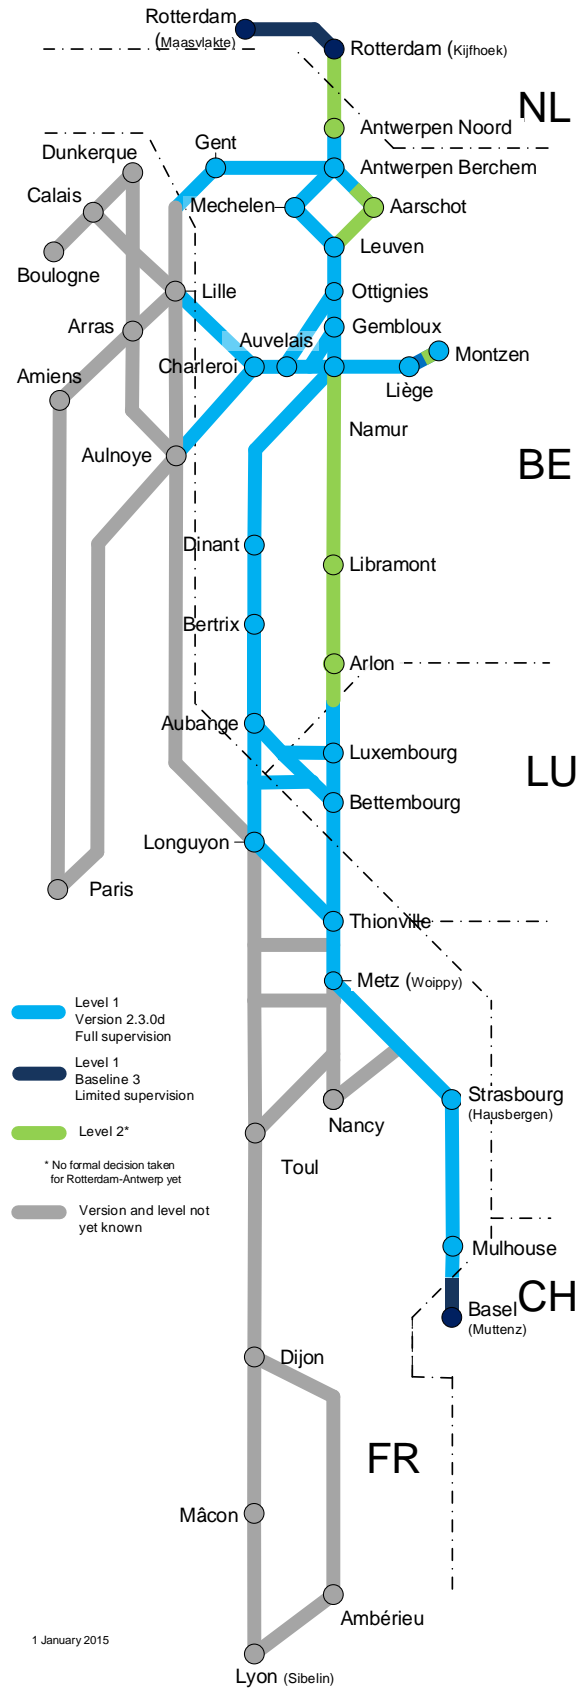 Rotterdam
(Maasvlakte)
Rotterdam (Kijfhoek)
NL
Antwerpen Noord
Gent
Dunkerque
Antwerpen Berchem
Calais
Mechelen
Aarschot
Leuven
Boulogne
Lille
Ottignies
Arras
Auvelais
Gembloux
Montzen
Charleroi
Amiens
Liège
Namur
Aulnoye
BE
Dinant
Libramont
Bertrix
Arlon
Aubange
Luxembourg
LU
Bettembourg
Longuyon
Paris
Thionville
Metz (Woippy)
Level 1
Version 2.3.0d
Full supervision
Level 1
Baseline 3
Limited supervision
Strasbourg
(Hausbergen)
Nancy
Level 2*
* No formal decision taken
for Rotterdam-Antwerp yet
Toul
Version and level not
yet known
Mulhouse
CH
Basel
(Muttenz)
Dijon
FR
Mâcon
Ambérieu
1 January 2015
Lyon (Sibelin)